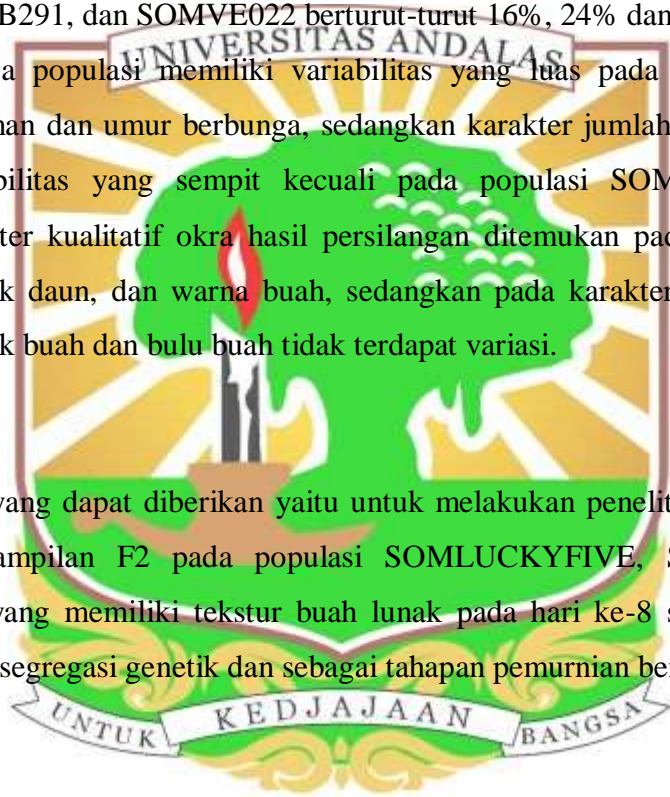 B291, dan SOMVE022 berturut-turut 16%, 24% dan
UNIVERSITAS ANDALAS
a populasi memiliki variabilitas yang luas pada
nan dan umur berbunga, sedangkan karakter jumlah
bilitas yang sempit kecuali pada populasi SOM
ter kualitatif okra hasil persilangan ditemukan pad
k daun, dan warna buah, sedangkan pada karakter
k buah dan bulu buah tidak terdapat variasi.
yang dapat diberikan yaitu untuk melakukan penelit
ampilan F2 pada populasi SOMLUCKYFIVE, S
yang memiliki tekstur buah lunak pada hari ke-8 s
segregasi genetik dan sebagai tahapan pemurnian be
UNTUK KEDJAJAAN BANGSA